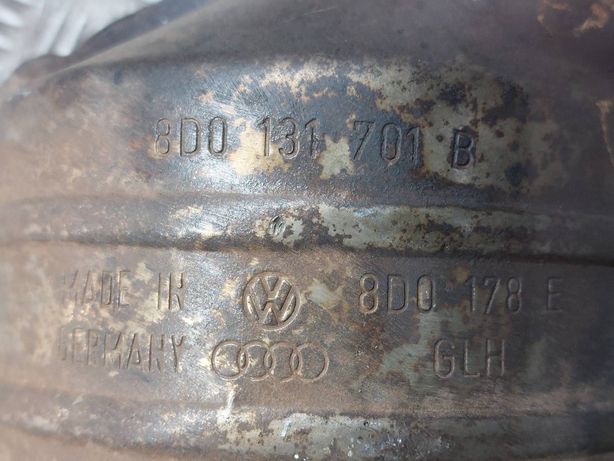 8D0 131 701 B
MADE IN 8D0 178 E
GERMANY GLH